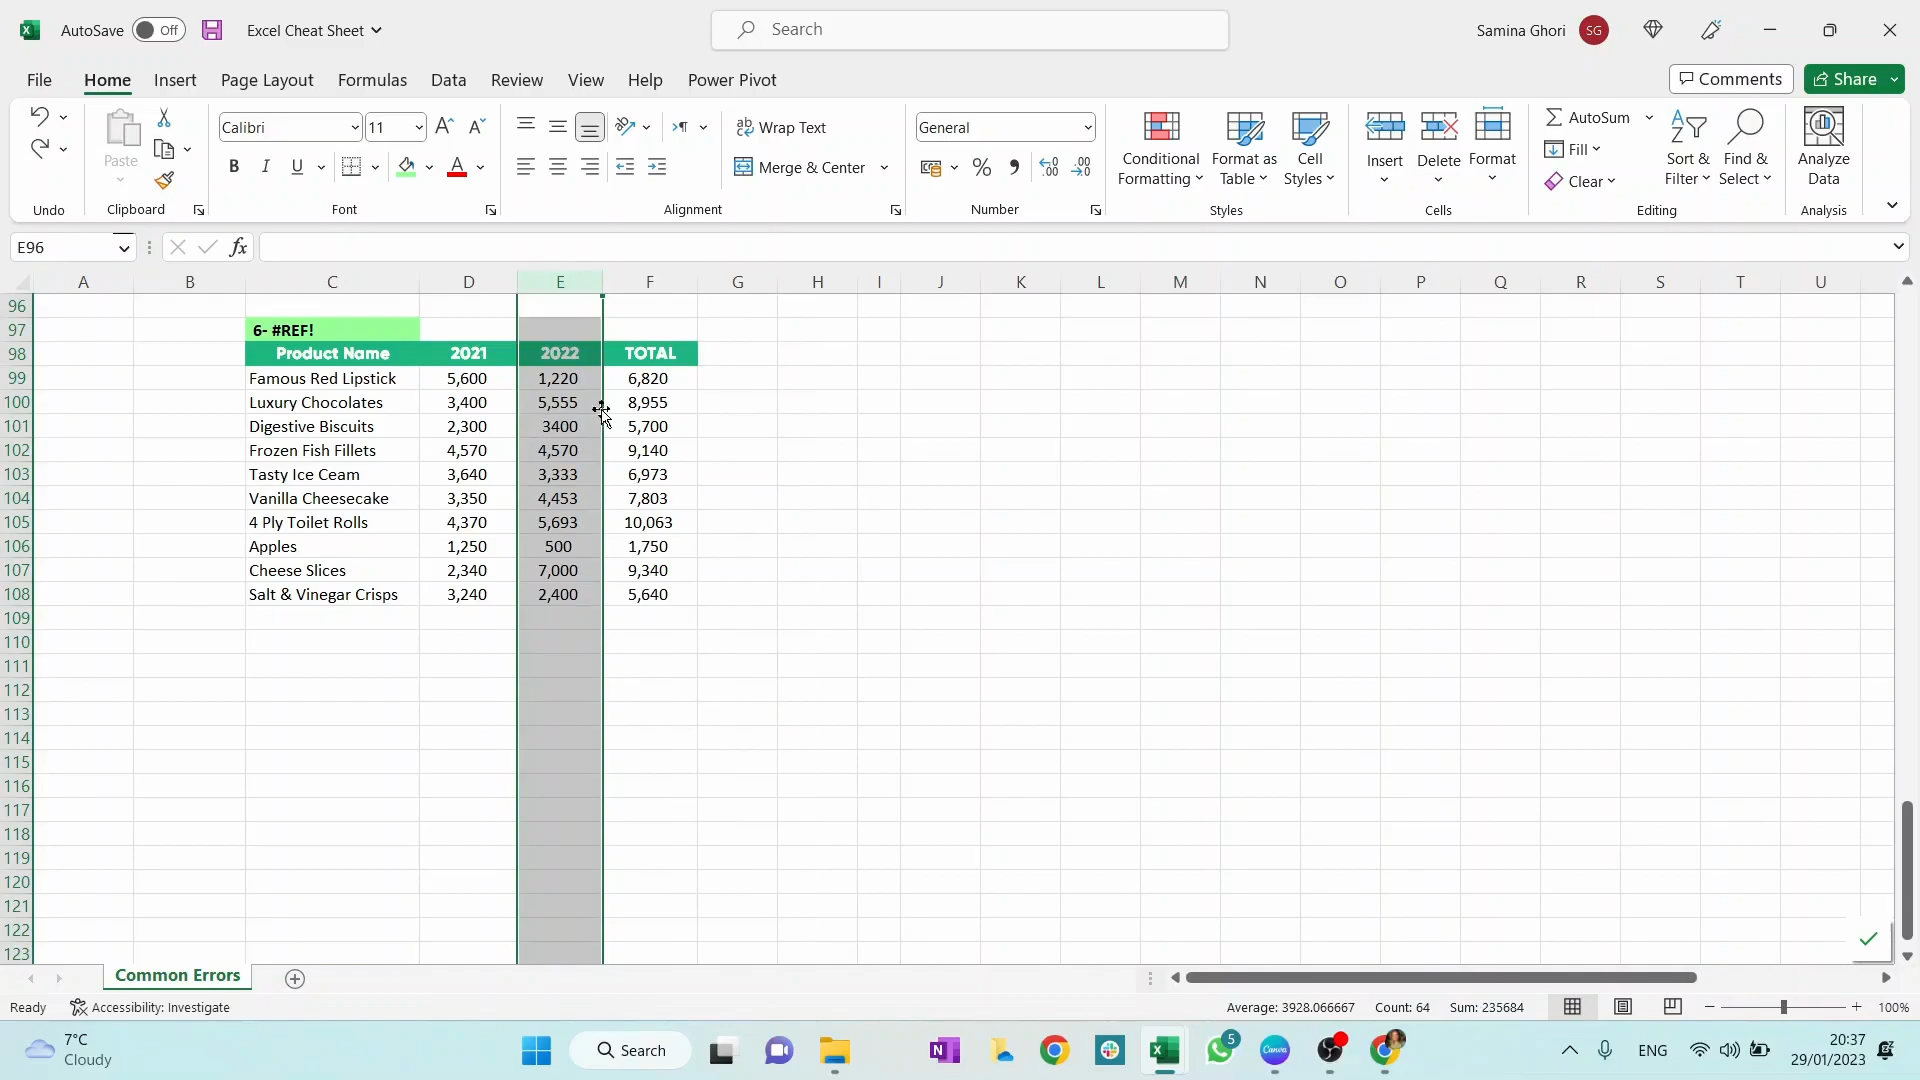 AutoSave Off Excel Cheat Sheet Search Samina Ghori SG
File Home Insert Page Layout Formulas Data Review View Help Power Pivot Comments Share
Paste Calibri 11 Wrap Text General Conditional Formatting Format as Table Cell Styles Insert Delete Format AutoSum Sort & Filter Find & Select Analyze Data
B I U Merge & Center Fill
Clear
Undo Clipboard Font Alignment Number Styles Cells Editing Analysis
E96 fx
A B C D E F G H I J K L M N O P Q R S T U
96
97 6- #REF!
98 Product Name 2021 2022 TOTAL
99 Famous Red Lipstick 5,600 1,220 6,820
100 Luxury Chocolates 3,400 5,555 8,955
101 Digestive Biscuits 2,300 3400 5,700
102 Frozen Fish Fillets 4,570 4,570 9,140
103 Tasty Ice Ceam 3,640 3,333 6,973
104 Vanilla Cheesecake 3,350 4,453 7,803
105 4 Ply Toilet Rolls 4,370 5,693 10,063
106 Apples 1,250 500 1,750
107 Cheese Slices 2,340 7,000 9,340
108 Salt & Vinegar Crisps 3,240 2,400 5,640
109
110
111
112
113
114
115
116
117
118
119
120
121
122
123
Common Errors
Ready Accessibility: Investigate Average: 3928.066667 Count: 64 Sum: 235684 100%
7°C
Cloudy
Search 5 Canva ENG
20:37
29/01/2023